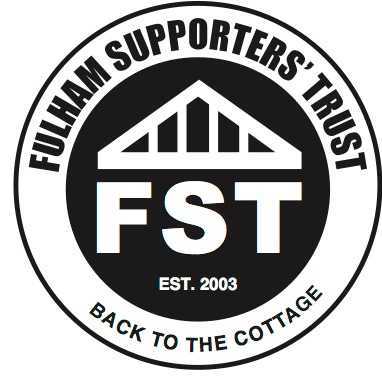 FULHAM SUPPORTERS' TRUST
FST
EST. 2003
BACK TO THE COTTAGE